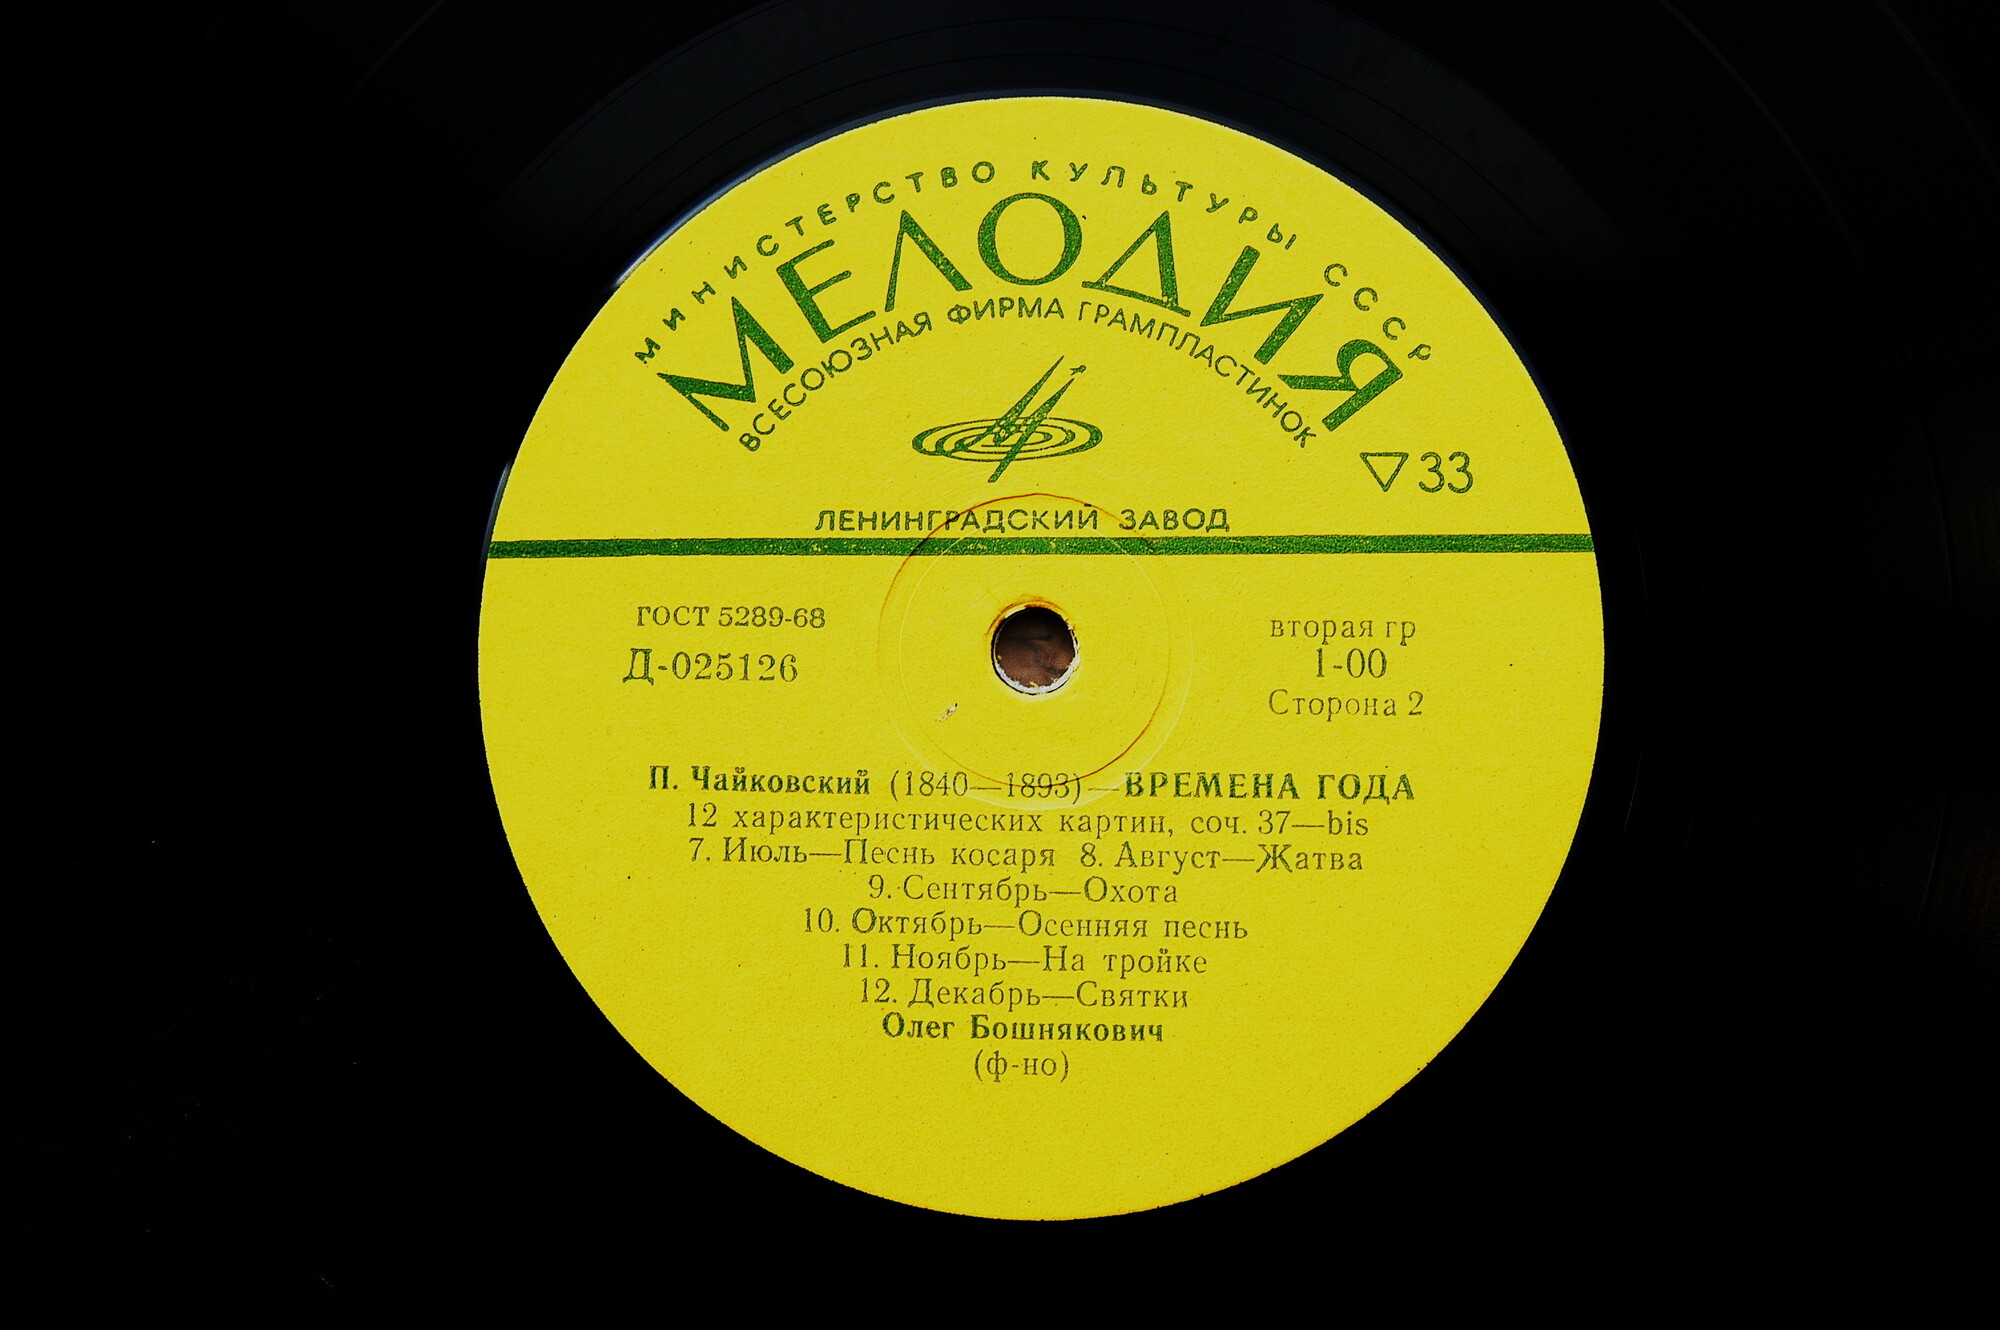 МИНИСТЕРСТВО КУЛЬТУРЫ СССР
МЕЛОДИЯ
ВСЕСОЮЗНАЯ ФИРМА ГРАМПЛАСТИНОК
33
ЛЕНИНГРАДСКИЙ ЗАВОД
ГОСТ 5289-68
Д-025126
вторая гр
1-00
Сторона 2
П. Чайковский (1840—1893)—ВРЕМЕНА ГОДА
12 характеристических картин, соч. 37—bis
7. Июль—Песнь косаря 8. Август—Жатва
9. Сентябрь—Охота
10. Октябрь—Осенняя песнь
11. Ноябрь—На тройке
12. Декабрь—Святки
Олег Бошнякович
(ф-но)